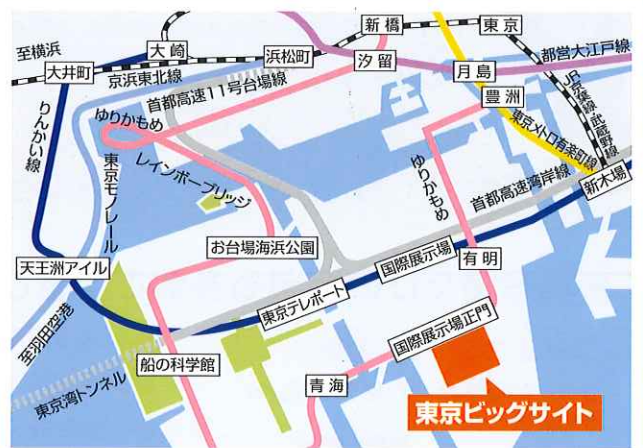 新橋
東京
至横浜
大崎
浜松町
都営大江戸線
大井町
京浜東北線
汐留
月島
首都高速11号台場線
豊洲
JR京葉線・武蔵野線
りんかい線
ゆりかもめ
東京メトロ有楽町線
東京モノレール
レインボーブリッジ
ゆりかもめ
首都高速湾岸線
新木場
お台場海浜公園
国際展示場
有明
天王洲アイル
東京テレポート
至羽田空港
国際展示場正門
船の科学館
東京湾トンネル
青海
東京ビッグサイト